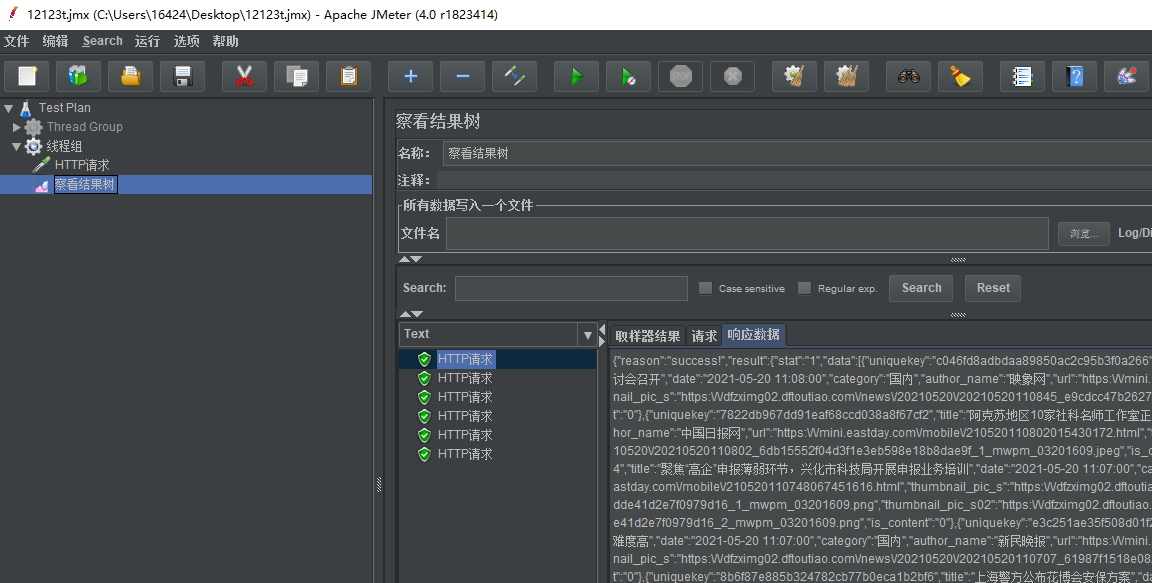 12123t.jmx (C:\Users\16424\Desktop\12123t.jmx) - Apache JMeter (4.0 r1823414)
文件 编辑 Search 运行 选项 帮助
STOP
Test Plan
Thread Group
线程组
HTTP请求
察看结果树
察看结果树
名称: 察看结果树
注释:
所有数据写入一个文件
文件名 浏览... Log/Di
Search: Case sensitive Regular exp. Search Reset
Text
取样器结果 请求 响应数据
HTTP请求
HTTP请求
HTTP请求
HTTP请求
HTTP请求
HTTP请求
{"reason":"success!","result":{"stat":"1","data":[{"uniquekey":"c046fd8adbdaa89850ac2c95b3f0a266"
讨会召开","date":"2021-05-20 11:08:00","category":"国内","author_name":"映象网","url":"https:\/\/mini.
nail_pic_s":"https:\/\/dfzximg02.dftoutiao.com\/news\/20210520\/20210520110845_e9cdcc47b2627
t":"0"},{"uniquekey":"7822db967dd91eaf68ccd038a8f67cf2","title":"阿克苏地区10家社科名师工作室正
hor_name":"中国日报网","url":"https:\/\/mini.eastday.com\/mobile\/210520110802015430172.html","
10520\/20210520110802_6db15552f04d3f1e3eb598e18b8dae9f_1_mwpm_03201609.jpeg","is_c
4","title":"聚焦"高企"申报薄弱环节，兴化市科技局开展申报业务培训","date":"2021-05-20 11:07:00","ca
astday.com\/mobile\/210520110748067451616.html","thumbnail_pic_s":"https:\/\/dfzximg02.dftoutiao
dde41d2e7f0979d16_1_mwpm_03201609.png","thumbnail_pic_s02":"https:\/\/dfzximg02.dftoutiao.
e41d2e7f0979d16_2_mwpm_03201609.png","is_content":"0"},{"uniquekey":"e3c251ae35f508d01f2
难度高","date":"2021-05-20 11:07:00","category":"国内","author_name":"新民晚报","url":"https:\/\/mini.
nail_pic_s":"https:\/\/dfzximg02.dftoutiao.com\/news\/20210520\/20210520110707_61987f1518e08
t":"0"},{"uniquekey":"8b6f87e885b324782cb77b0eca1b2bf6","title":"上海警方公布花博会安保方案","da